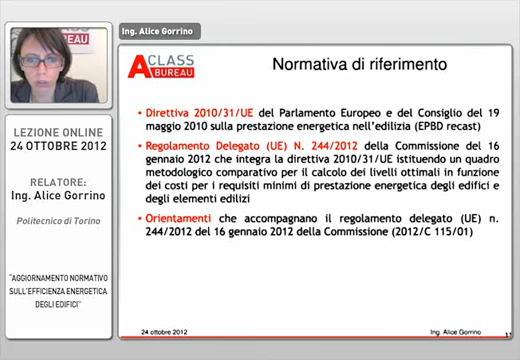 Ing. Alice Gorrino
CLASS
BUREAU
LEZIONE ONLINE
24 OTTOBRE 2012
RELATORE:
Ing. Alice Gorrino
Politecnico di Torino
"AGGIORNAMENTO NORMATIVO
SULL'EFFICIENZA ENERGETICA
DEGLI EDIFICI"
A CLASS
BUREAU
Normativa di riferimento
• Direttiva 2010/31/UE del Parlamento Europeo e del Consiglio del 19
maggio 2010 sulla prestazione energetica nell'edilizia (EPBD recast)
• Regolamento Delegato (UE) N. 244/2012 della Commissione del 16
gennaio 2012 che integra la direttiva 2010/31/UE istituendo un quadro
metodologico comparativo per il calcolo dei livelli ottimali in funzione
dei costi per i requisiti minimi di prestazione energetica degli edifici e
degli elementi edilizi
• Orientamenti che accompagnano il regolamento delegato (UE) n.
244/2012 del 16 gennaio 2012 della Commissione (2012/C 115/01)
24 ottobre 2012
Ing. Alice Gorrino
11